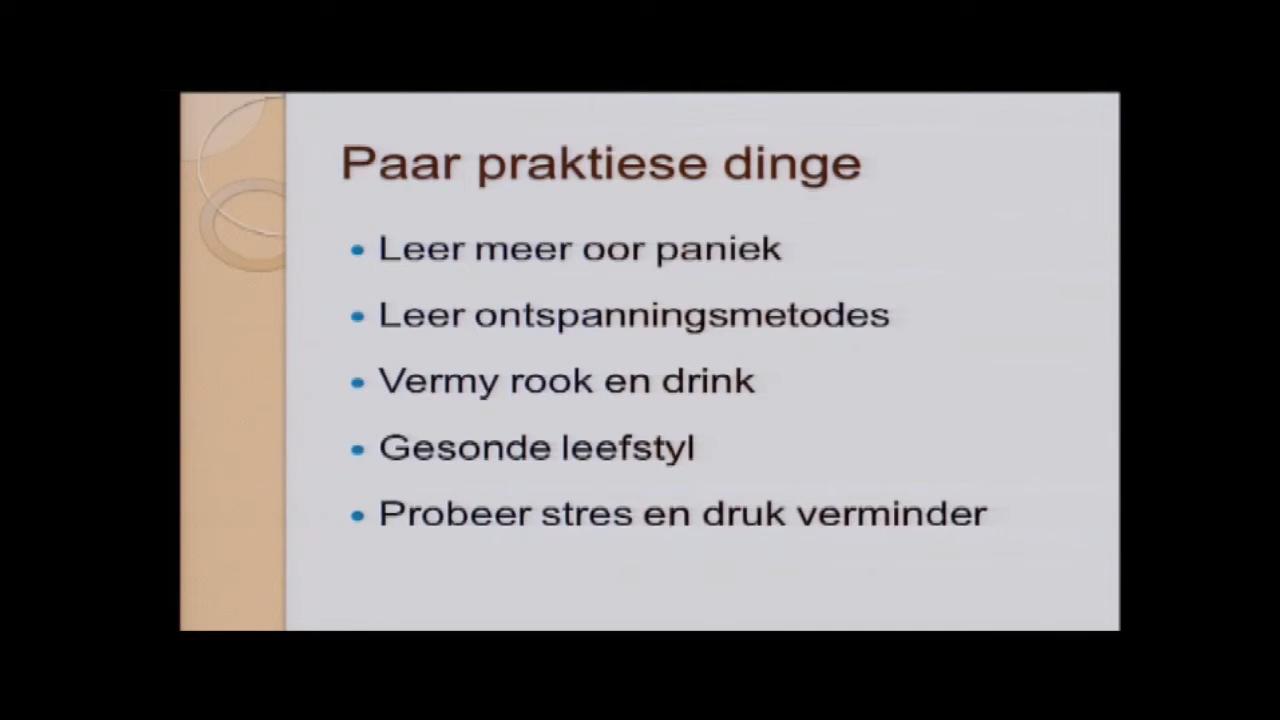 Paar praktiese dinge
• Leer meer oor paniek
• Leer ontspanningsmetodes
• Vermy rook en drink
• Gesonde leefstyl
• Probeer stres en druk verminder